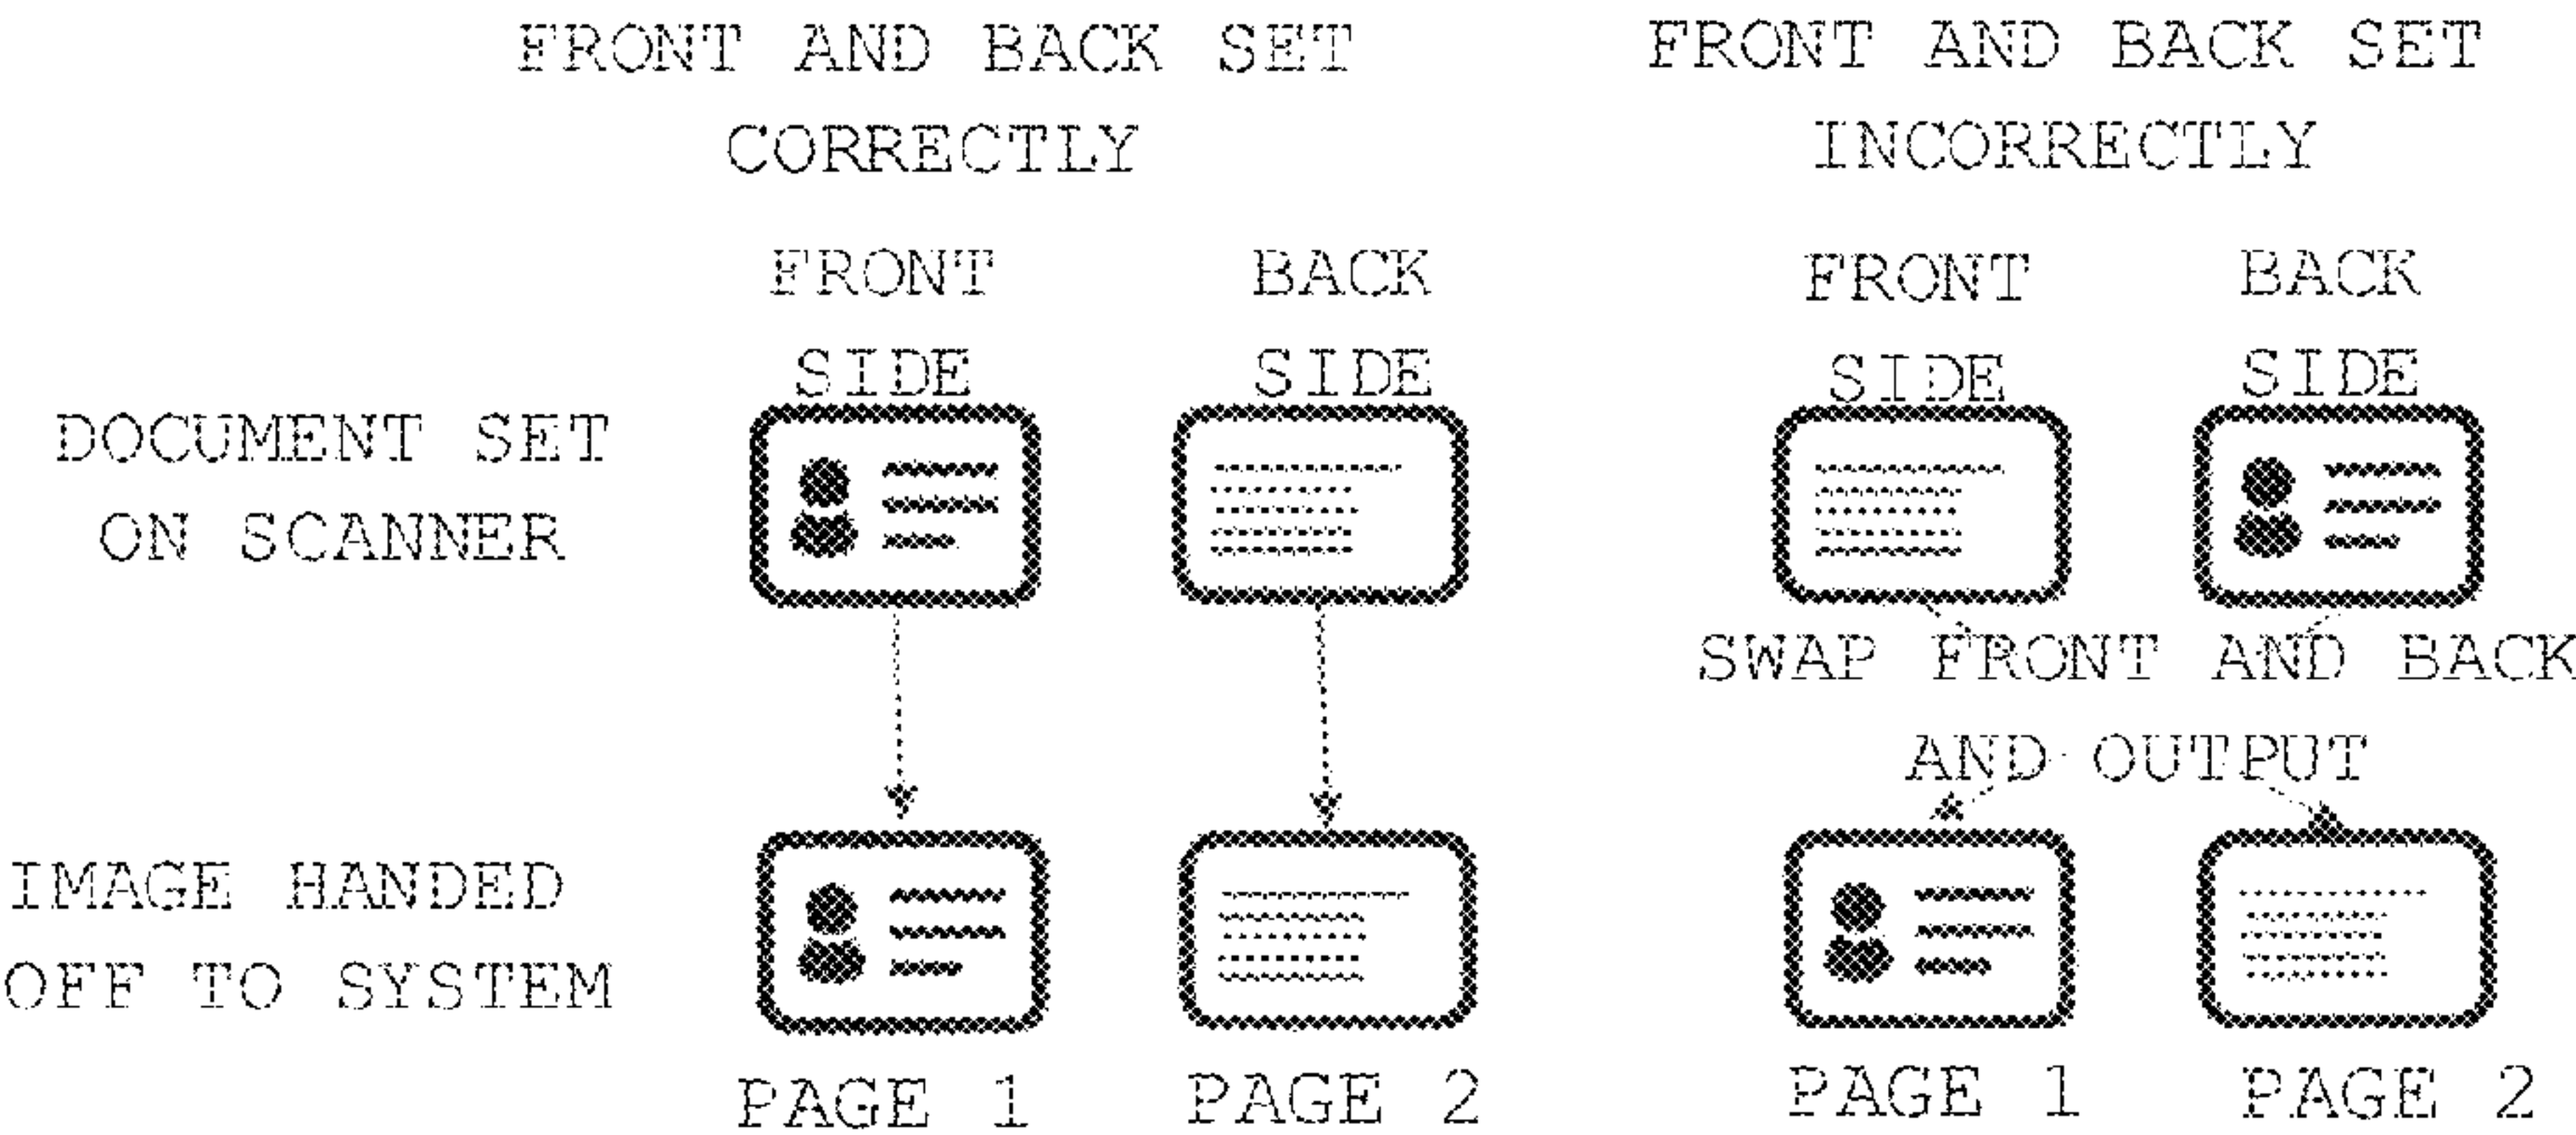 FRONT AND BACK SET
CORRECTLY
FRONT AND BACK SET
INCORRECTLY
FRONT
SIDE
BACK
SIDE
FRONT
SIDE
BACK
SIDE
DOCUMENT SET
ON SCANNER
SWAP FRONT AND BACK
AND OUTPUT
IMAGE HANDED
OFF TO SYSTEM
PAGE 1
PAGE 2
PAGE 1
PAGE 2